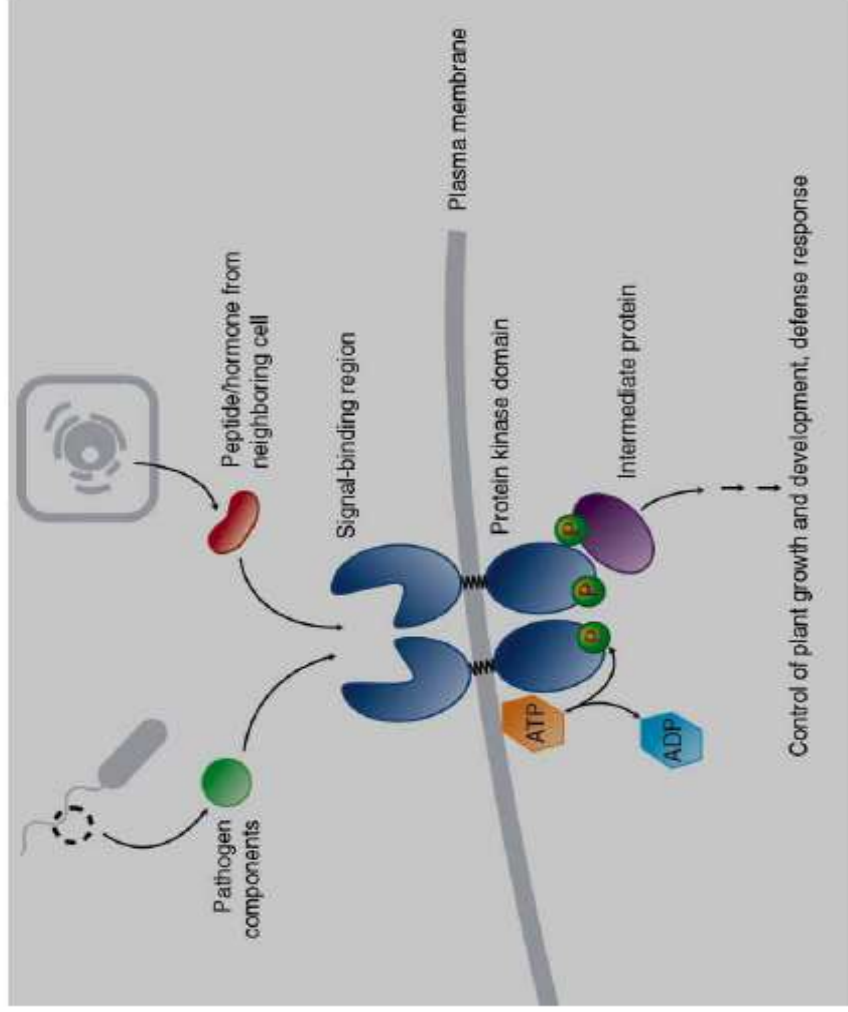 Pathogen
components
Peptide/hormone from
neighboring cell
Signal-binding region
Plasma membrane
Protein kinase domain
ATP
ADP
P
P
P
Intermediate protein
Control of plant growth and development, defense response